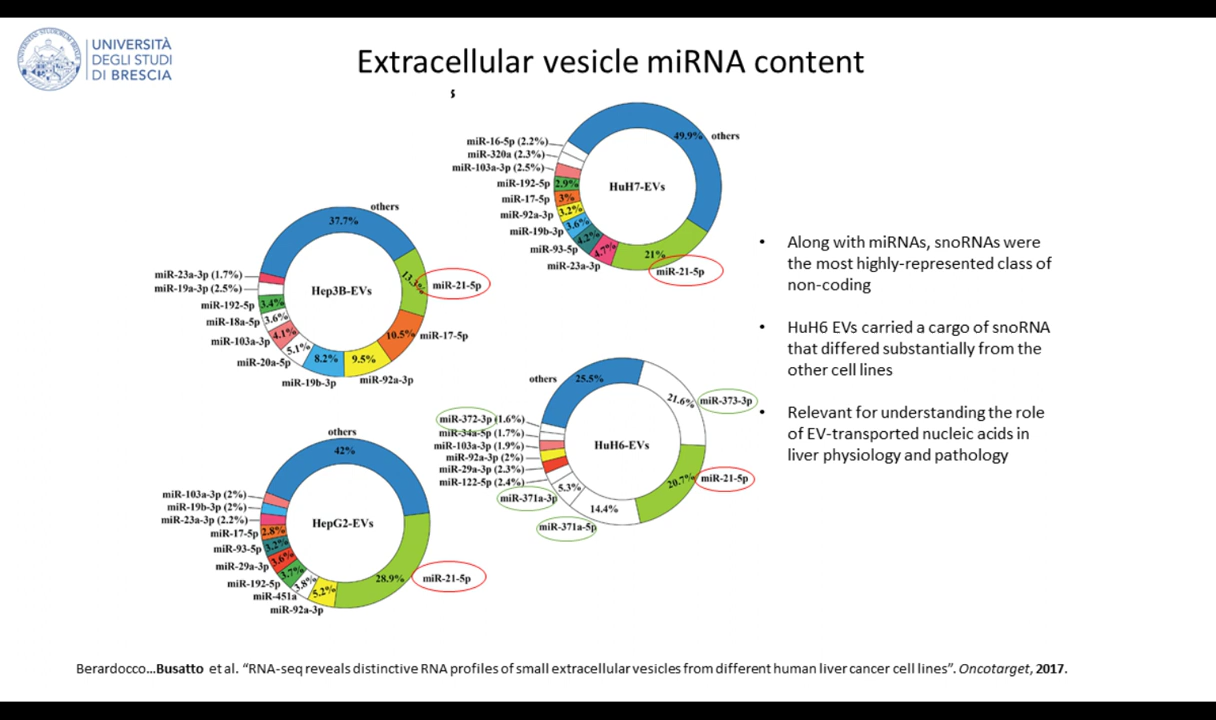 UNIVERSITÀ
DEGLI STUDI
DI BRESCIA
Extracellular vesicle miRNA content
s
49.9% others
miR-16-5p (2.2%)
miR-320a (2.3%)
miR-103a-3p (2.5%)
miR-192-5p 2.9%
miR-17-5p 3%
miR-92a-3p 3.2%
miR-19b-3p 3.6%
miR-93-5p 4.2%
miR-23a-3p 4.7%
HuH7-EVs
21%
miR-21-5p
others
37.7%
miR-23a-3p (1.7%)
miR-19a-3p (2.5%)
miR-192-5p 3.4%
miR-18a-5p 3.6%
miR-103a-3p 4.1%
miR-20a-5p 5.1%
miR-19b-3p 8.2%
9.5% miR-92a-3p
10.5% miR-17-5p
13.3% miR-21-5p
Hep3B-EVs
others 25.5%
21.6% miR-373-3p
miR-372-3p (1.6%)
miR-34a-5p (1.7%)
miR-103a-3p (1.9%)
miR-92a-3p (2%)
miR-29a-3p (2.3%)
miR-122-5p (2.4%)
miR-371a-3p 5.3%
miR-371a-5p 14.4%
20.7% miR-21-5p
HuH6-EVs
others
42%
miR-103a-3p (2%)
miR-19b-3p (2%)
miR-23a-3p (2.2%)
miR-17-5p 2.8%
miR-93-5p 3.2%
miR-29a-3p 3.6%
miR-192-5p 3.7%
miR-451a 3.8%
miR-92a-3p 5.2%
28.9% miR-21-5p
HepG2-EVs
• Along with miRNAs, snoRNAs were
the most highly-represented class of
non-coding
• HuH6 EVs carried a cargo of snoRNA
that differed substantially from the
other cell lines
• Relevant for understanding the role
of EV-transported nucleic acids in
liver physiology and pathology
Berardocco…Busatto et al. “RNA-seq reveals distinctive RNA profiles of small extracellular vesicles from different human liver cancer cell lines”. Oncotarget, 2017.